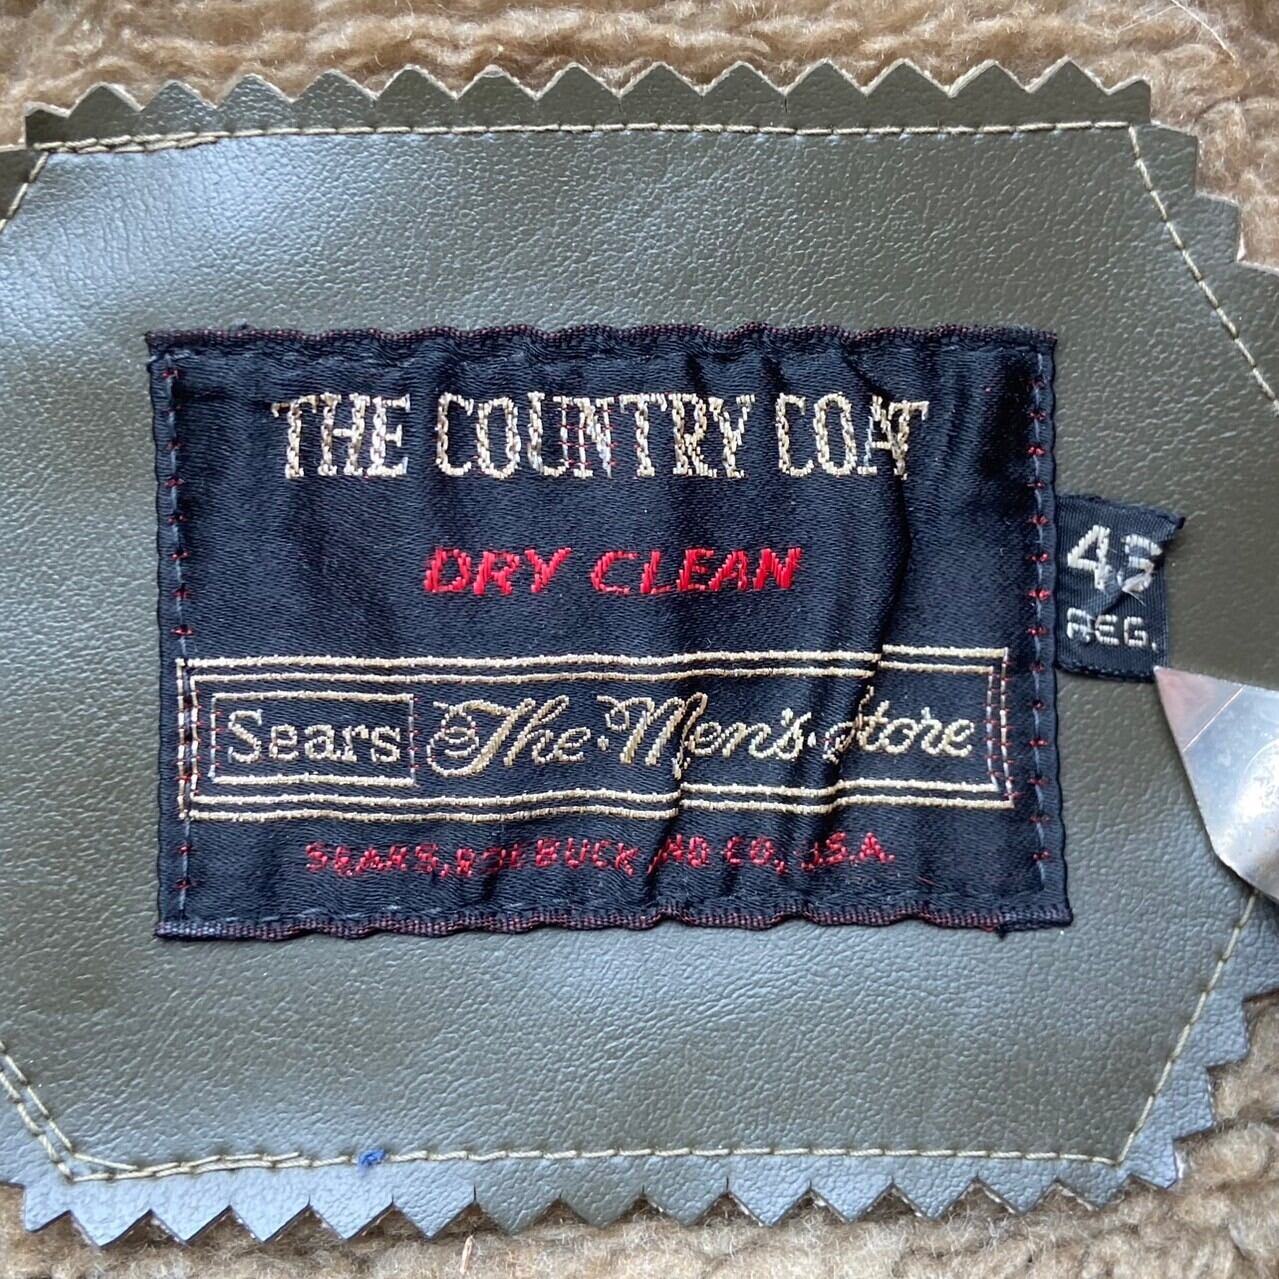 THE COUNTRY COAT
DRY CLEAN
Sears The Men's Store
SEARS, ROEBUCK AND CO., U.S.A.
REG.